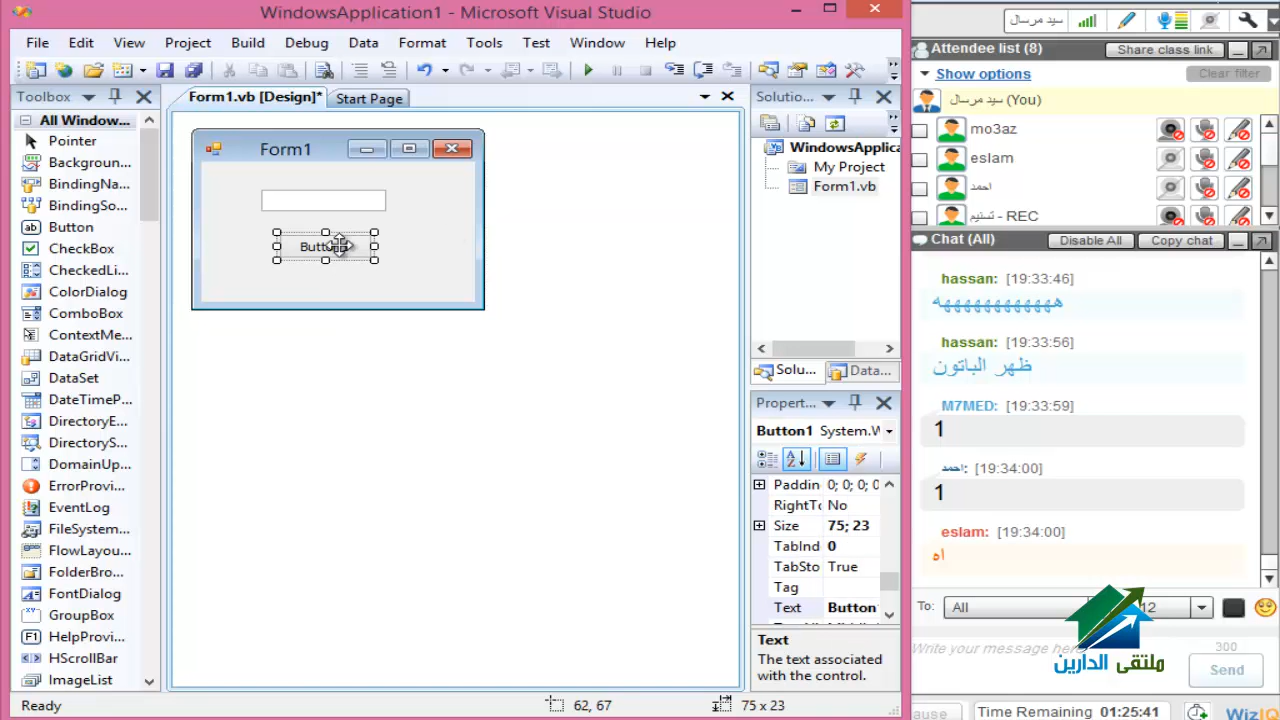 WindowsApplication1 - Microsoft Visual Studio
File Edit View Project Build Debug Data Format Tools Test Window Help
Toolbox
All Window...
Pointer
Backgroun...
BindingNa...
BindingSo...
Button
CheckBox
CheckedLi...
ColorDialog
ComboBox
ContextMe...
DataGridVi...
DataSet
DateTimeP...
DirectoryE...
DirectoryS...
DomainUp...
ErrorProvi...
EventLog
FileSystem...
FlowLayou...
FolderBro...
FontDialog
GroupBox
HelpProvi...
HScrollBar
ImageList
Form1.vb [Design]* Start Page
Form1
Solutio...
WindowsApplica
My Project
Form1.vb
Solu... Data...
Propert...
Button1 System.W
Paddin 0; 0; 0; 0
RightTo No
Size 75; 23
TabInd 0
TabSto True
Tag
Text Button
Text
The text associated
with the control.
Ready 62, 67 75 x 23
سيد مرسال
Attendee list (8) Share class link
Show options Clear filter
سيد مرسال (You)
mo3az
eslam
احمد
تسنيم - REC
Chat (All) Disable All Copy chat
hassan: [19:33:46]
ههههههههههههه
hassan: [19:33:56]
ظهر الباتون
M7MED: [19:33:59]
1
احمد: [19:34:00]
1
eslam: [19:34:00]
اه
To: All 12
Write your message here 300
ملتقى الدارين
Send
ause Time Remaining 01:25:41 WizIQ